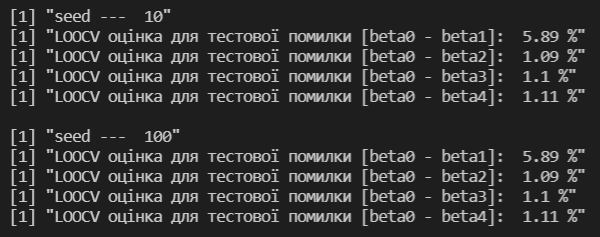 [1] "seed ---  10"
[1] "LOOCV оцінка для тестової помилки [beta0 - beta1]:  5.89 %"
[1] "LOOCV оцінка для тестової помилки [beta0 - beta2]:  1.09 %"
[1] "LOOCV оцінка для тестової помилки [beta0 - beta3]:  1.1 %"
[1] "LOOCV оцінка для тестової помилки [beta0 - beta4]:  1.11 %"
[1] "seed ---  100"
[1] "LOOCV оцінка для тестової помилки [beta0 - beta1]:  5.89 %"
[1] "LOOCV оцінка для тестової помилки [beta0 - beta2]:  1.09 %"
[1] "LOOCV оцінка для тестової помилки [beta0 - beta3]:  1.1 %"
[1] "LOOCV оцінка для тестової помилки [beta0 - beta4]:  1.11 %"